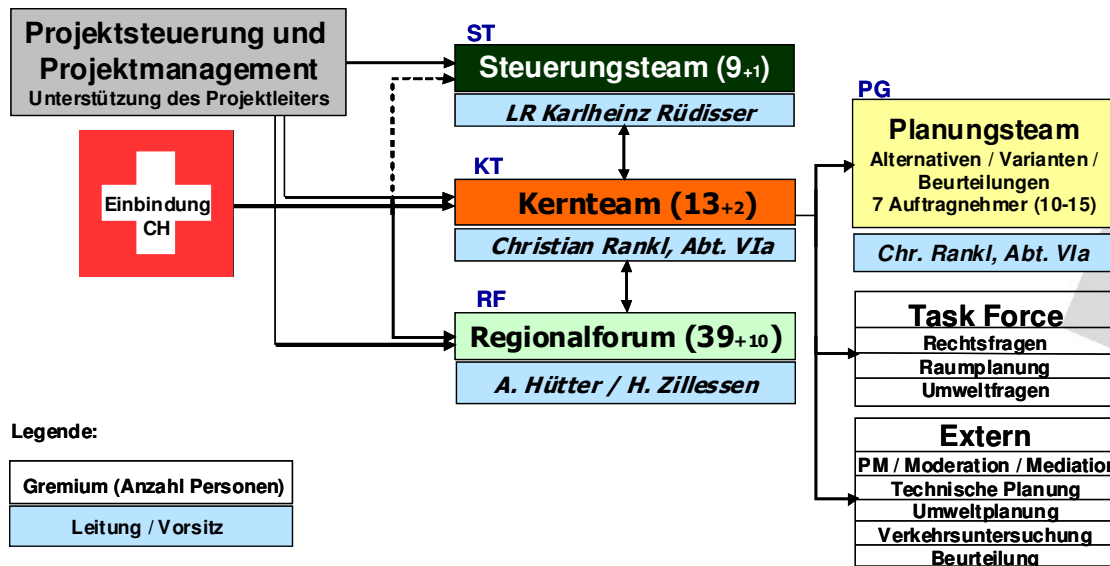 Projektsteuerung und
Projektmanagement
Unterstützung des Projektleiters
Einbindung
CH
ST
Steuerungsteam (9+1)
LR Karlheinz Rüdisser
KT
Kernteam (13+2)
Christian Rankl, Abt. VIa
RF
Regionalforum (39+10)
A. Hütter / H. Zillessen
PG
Planungsteam
Alternativen / Varianten /
Beurteilungen
7 Auftragnehmer (10-15)
Chr. Rankl, Abt. VIa
Task Force
Rechtsfragen
Raumplanung
Umweltfragen
Extern
PM / Moderation / Mediation
Technische Planung
Umweltplanung
Verkehrsuntersuchung
Beurteilung
Legende:
Gremium (Anzahl Personen)
Leitung / Vorsitz